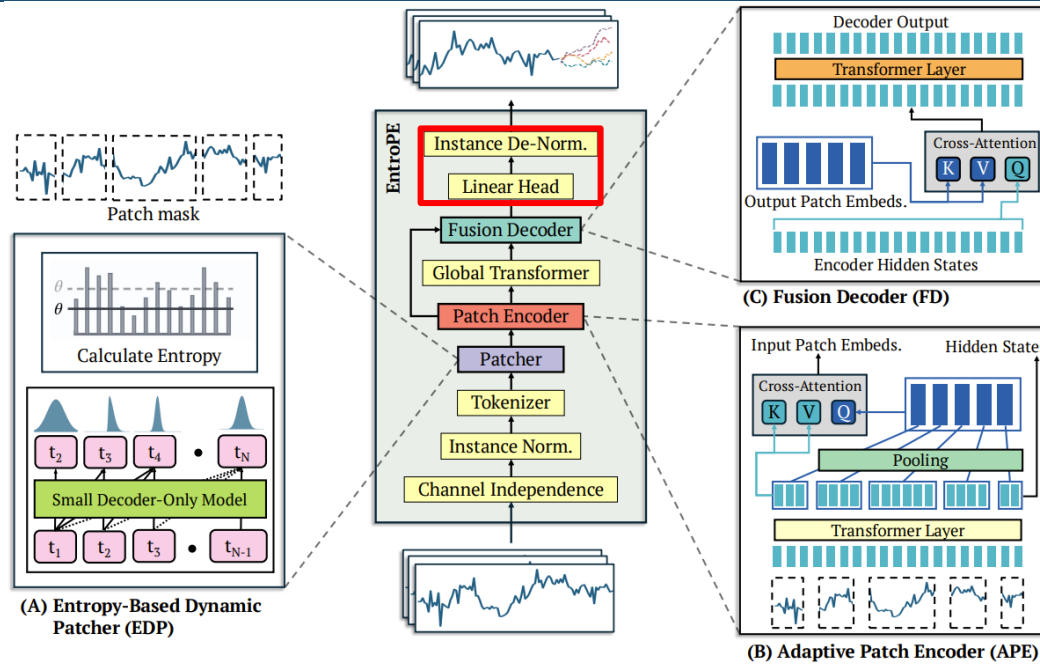 Patch mask
θ
θ
Calculate Entropy
t2
t3
t4
•
tN
Small Decoder-Only Model
t1
t2
t3
•
tN-1
(A) Entropy-Based Dynamic
Patcher (EDP)
EntroPE
Instance De-Norm.
Linear Head
Fusion Decoder
Global Transformer
Patch Encoder
Patcher
Tokenizer
Instance Norm.
Channel Independence
Decoder Output
Transformer Layer
Cross-Attention
K
V
Q
Output Patch Embeds.
Encoder Hidden States
(C) Fusion Decoder (FD)
Input Patch Embeds.
Hidden State
Cross-Attention
K
V
Q
Pooling
Transformer Layer
(B) Adaptive Patch Encoder (APE)